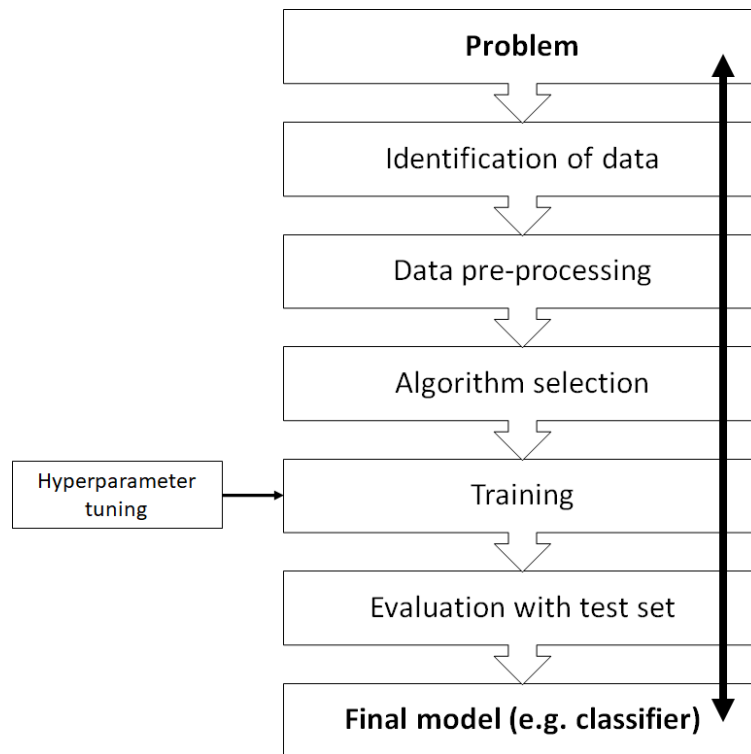 Problem
Identification of data
Data pre-processing
Algorithm selection
Hyperparameter
tuning
Training
Evaluation with test set
Final model (e.g. classifier)